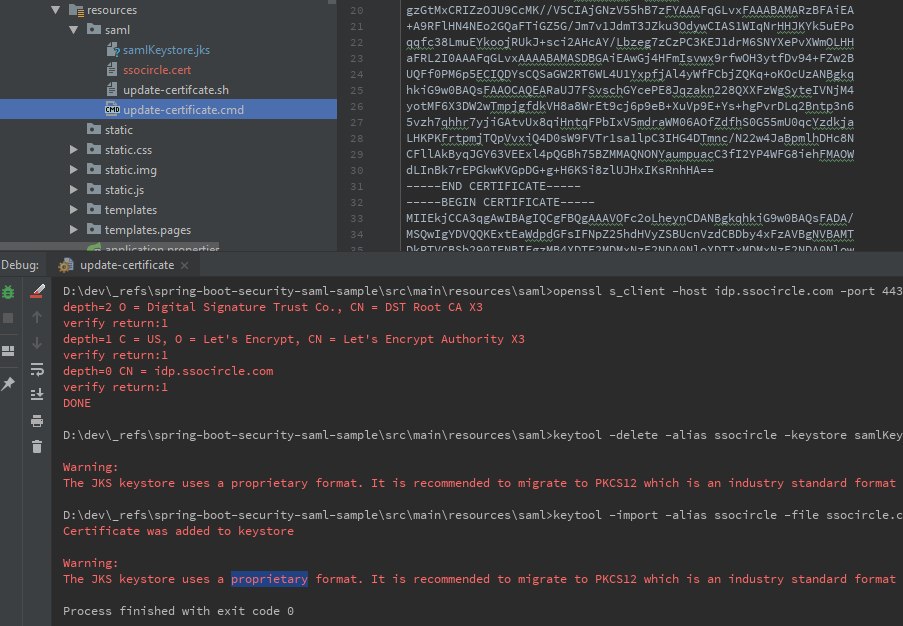 resources
saml
samlKeystore.jks
ssocircle.cert
update-certifcate.sh
update-certificate.cmd
static
static.css
static.img
static.js
templates
templates.pages
application.properties
20 gzGtMxCRIZzOJU9CcMK//V5CIAjGNzV55hB7zFYAAAFqGLvxFAAABAMARzBFAiEA
21 +A9RFlHN4NEo2GQaFTiGZ5G/Jm7v1JdmT3JZku3OdywCIAS1WIqNrHHJKYk5uEPo
22 qqfc38LmuEYkoojRUkJ+sci2AHcAY/Lbzeg7zCzPC3KEJ1drM6SNYXePvXWmOLHH
23 aFRL2I0AAAFqGLvxAAAABAMASDBGAiEAwGj4HFmIsvwx9rfwOH3ytfDv94+FZw2B
24 UQFf0PM6p5ECIQDYsCQSaGW2RT6WL4U1YxpfjAl4yWfFCbjZQKq+oKOcUzANBgkq
25 hkiG9w0BAQsFAAOCAQEARaUJ7FSvschGYcePE8Jqzakn228QXXFzWgSyteIVNjM4
26 yotMF6X3DW2wTmpjgfdkVH8a8WrEt9cj6p9eB+XuVp9E+Ys+hgPvrDLq2Bntp3n6
27 5vzh7qhhr7yjiGAtvUx8qiHntqFPbIxV5mdraWM06AOfZdfhS0G55mU0qcYzdkja
28 LHKPKFrtpmjTQpVvxiQ4D0sW9FVTr1sallpC3IHG4DTmnc/N22w4JaBpmlhDHc8N
29 CFllAkByqJGY63VEExl4pQGBh75BZMMAQNONYaumpuacC3fI2YP4WFG8iehFMAOW
30 dLInBk7rEPGkwKVGpDG+g+H6KSi8zlUJHxIKsRnhHA==
31 -----END CERTIFICATE-----
32 -----BEGIN CERTIFICATE-----
33 MIIEkjCCA3qgAwIBAgIQCgFBQgAAAVOFc2oLheynCDANBgkqhkiG9w0BAQsFADA/
34 MSQwIgYDVQQKExtEaWdpdGFsIFNpZ25hdHVyZSBUcnVzdCBDby4xFzAVBgNVBAMT
35 DkRTVCBSb290IENBIFgzMB4XDTE2MDMxNzE2NDA0NloXDTIxMDMxNzE2NDA0Nlow
Debug: update-certificate
D:\dev\_refs\spring-boot-security-saml-sample\src\main\resources\saml>openssl s_client -host idp.ssocircle.com -port 443
depth=2 O = Digital Signature Trust Co., CN = DST Root CA X3
verify return:1
depth=1 C = US, O = Let's Encrypt, CN = Let's Encrypt Authority X3
verify return:1
depth=0 CN = idp.ssocircle.com
verify return:1
DONE
D:\dev\_refs\spring-boot-security-saml-sample\src\main\resources\saml>keytool -delete -alias ssocircle -keystore samlKey
Warning:
The JKS keystore uses a proprietary format. It is recommended to migrate to PKCS12 which is an industry standard format
D:\dev\_refs\spring-boot-security-saml-sample\src\main\resources\saml>keytool -import -alias ssocircle -file ssocircle.c
Certificate was added to keystore
Warning:
The JKS keystore uses a proprietary format. It is recommended to migrate to PKCS12 which is an industry standard format
Process finished with exit code 0